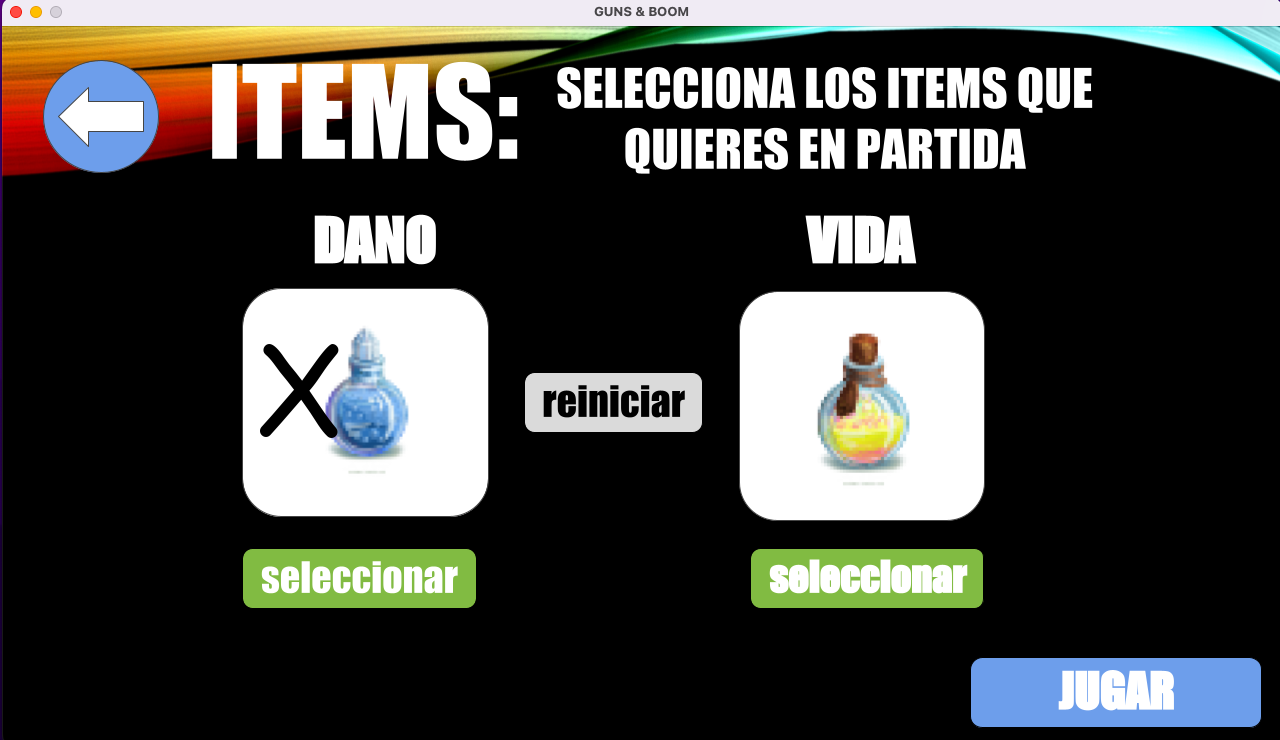 GUNS & BOOM
ITEMS:
SELECCIONA LOS ITEMS QUE
QUIERES EN PARTIDA
DANO
VIDA
X
reiniciar
seleccionar
seleccionar
JUGAR